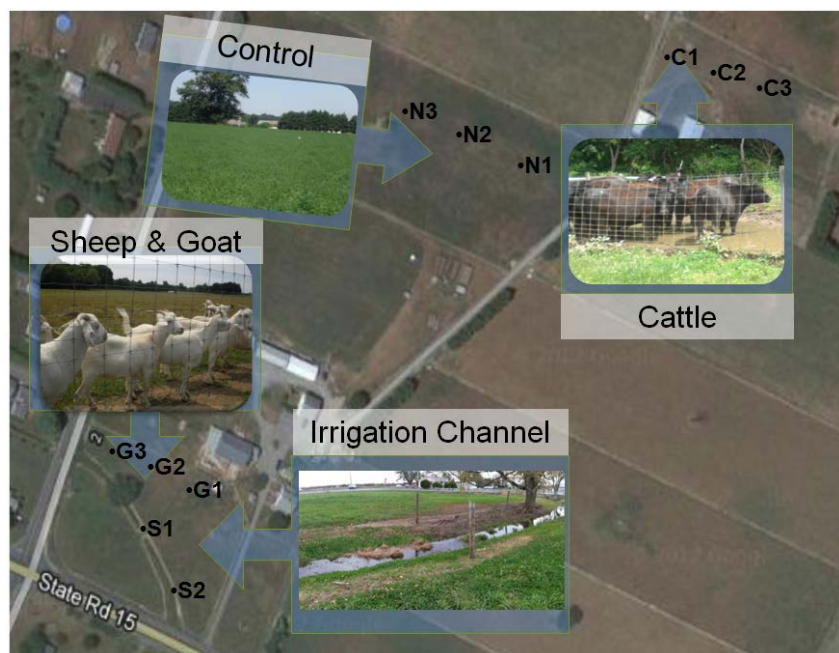 Control
C1
C2
C3
N3
N2
N1
Sheep & Goat
Cattle
Irrigation Channel
2
G3
G2
G1
S1
S2
State Rd 15